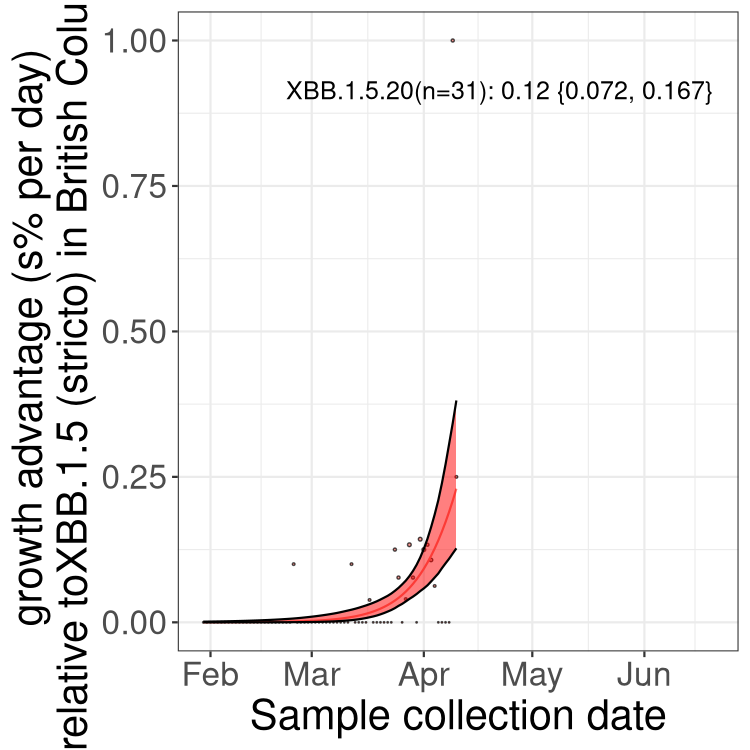 growth advantage (s% per day)
relative toXBB.1.5 (stricto) in British Colu
1.00
0.75
0.50
0.25
0.00
XBB.1.5.20(n=31): 0.12 {0.072, 0.167}
Feb Mar Apr May Jun
Sample collection date